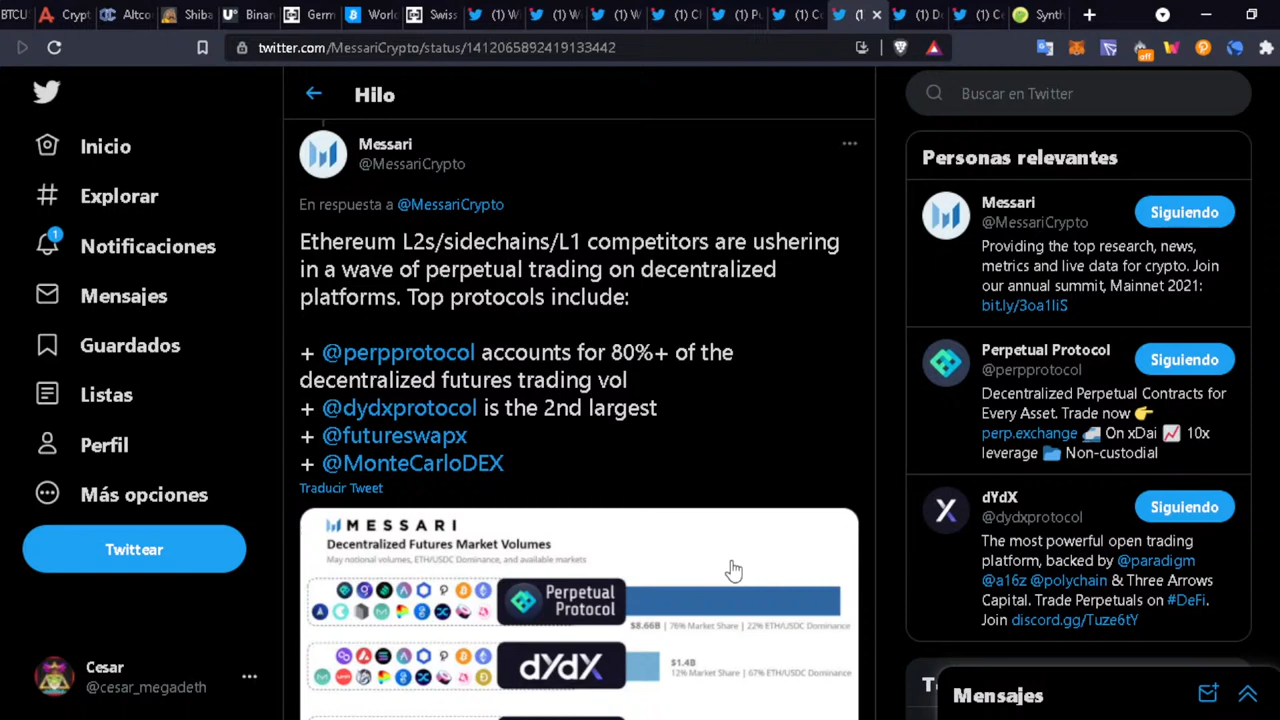 BTCU
Crypt
Altco
Shiba
Binan
Germ
World
Swiss
(1) W
(1) W
(1) W
(1) C
(1) P
(1) C
(1
(1) D
(1) C
Synth
twitter.com/MessariCrypto/status/1412065892419133442
off
Inicio
Explorar
1
Notificaciones
Mensajes
Guardados
Listas
Perfil
Más opciones
Twittear
Cesar
@cesar_megadeth
Hilo
Messari
@MessariCrypto
En respuesta a @MessariCrypto
Ethereum L2s/sidechains/L1 competitors are ushering
in a wave of perpetual trading on decentralized
platforms. Top protocols include:
+ @perpprotocol accounts for 80%+ of the
decentralized futures trading vol
+ @dydxprotocol is the 2nd largest
+ @futureswapx
+ @MonteCarloDEX
Traducir Tweet
MESSARI
Decentralized Futures Market Volumes
May notional volumes, ETH/USDC Dominance, and available markets
Perpetual
Protocol
$8.66B | 76% Market Share | 22% ETH/USDC Dominance
dYdX
$1.4B
12% Market Share | 67% ETH/USDC Dominance
Buscar en Twitter
Personas relevantes
Messari
@MessariCrypto
Siguiendo
Providing the top research, news,
metrics and live data for crypto. Join
our annual summit, Mainnet 2021:
bit.ly/3oa1liS
Perpetual Protocol
@perpprotocol
Siguiendo
Decentralized Perpetual Contracts for
Every Asset. Trade now 👉
perp.exchange 🚄 On xDai 📈 10x
leverage 📂 Non-custodial
dYdX
@dydxprotocol
Siguiendo
The most powerful open trading
platform, backed by @paradigm
@a16z @polychain & Three Arrows
Capital. Trade Perpetuals on #DeFi.
Join discord.gg/Tuze6tY
Mensajes